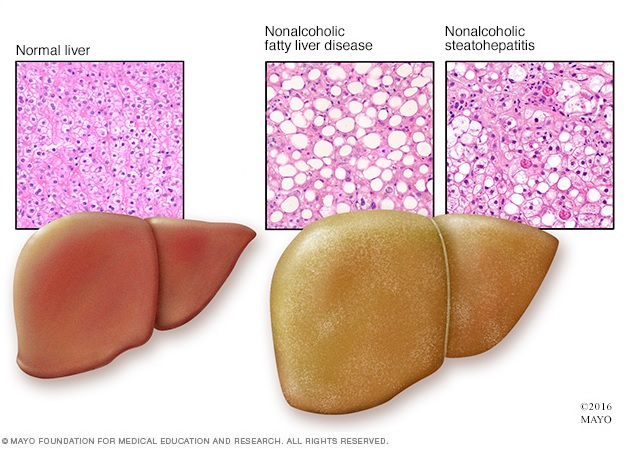 Normal liver
Nonalcoholic
fatty liver disease
Nonalcoholic
steatohepatitis
©2016
MAYO
© MAYO FOUNDATION FOR MEDICAL EDUCATION AND RESEARCH. ALL RIGHTS RESERVED.